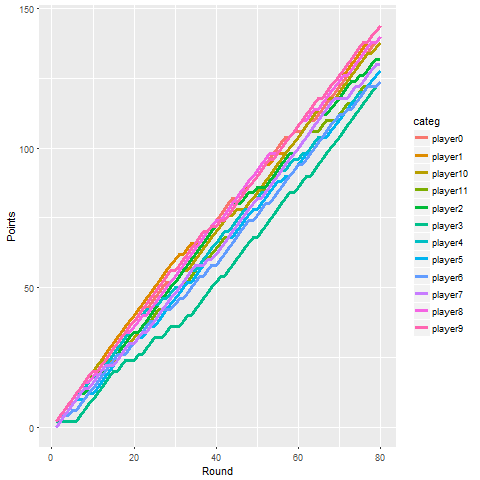 150
100
50
0
Points
0
20
40
60
80
Round
categ
player0
player1
player10
player11
player2
player3
player4
player5
player6
player7
player8
player9